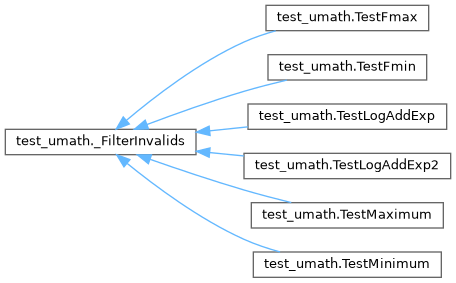 test_umath.TestFmax
test_umath.TestFmin
test_umath.TestLogAddExp
test_umath._FilterInvalids
test_umath.TestLogAddExp2
test_umath.TestMaximum
test_umath.TestMinimum